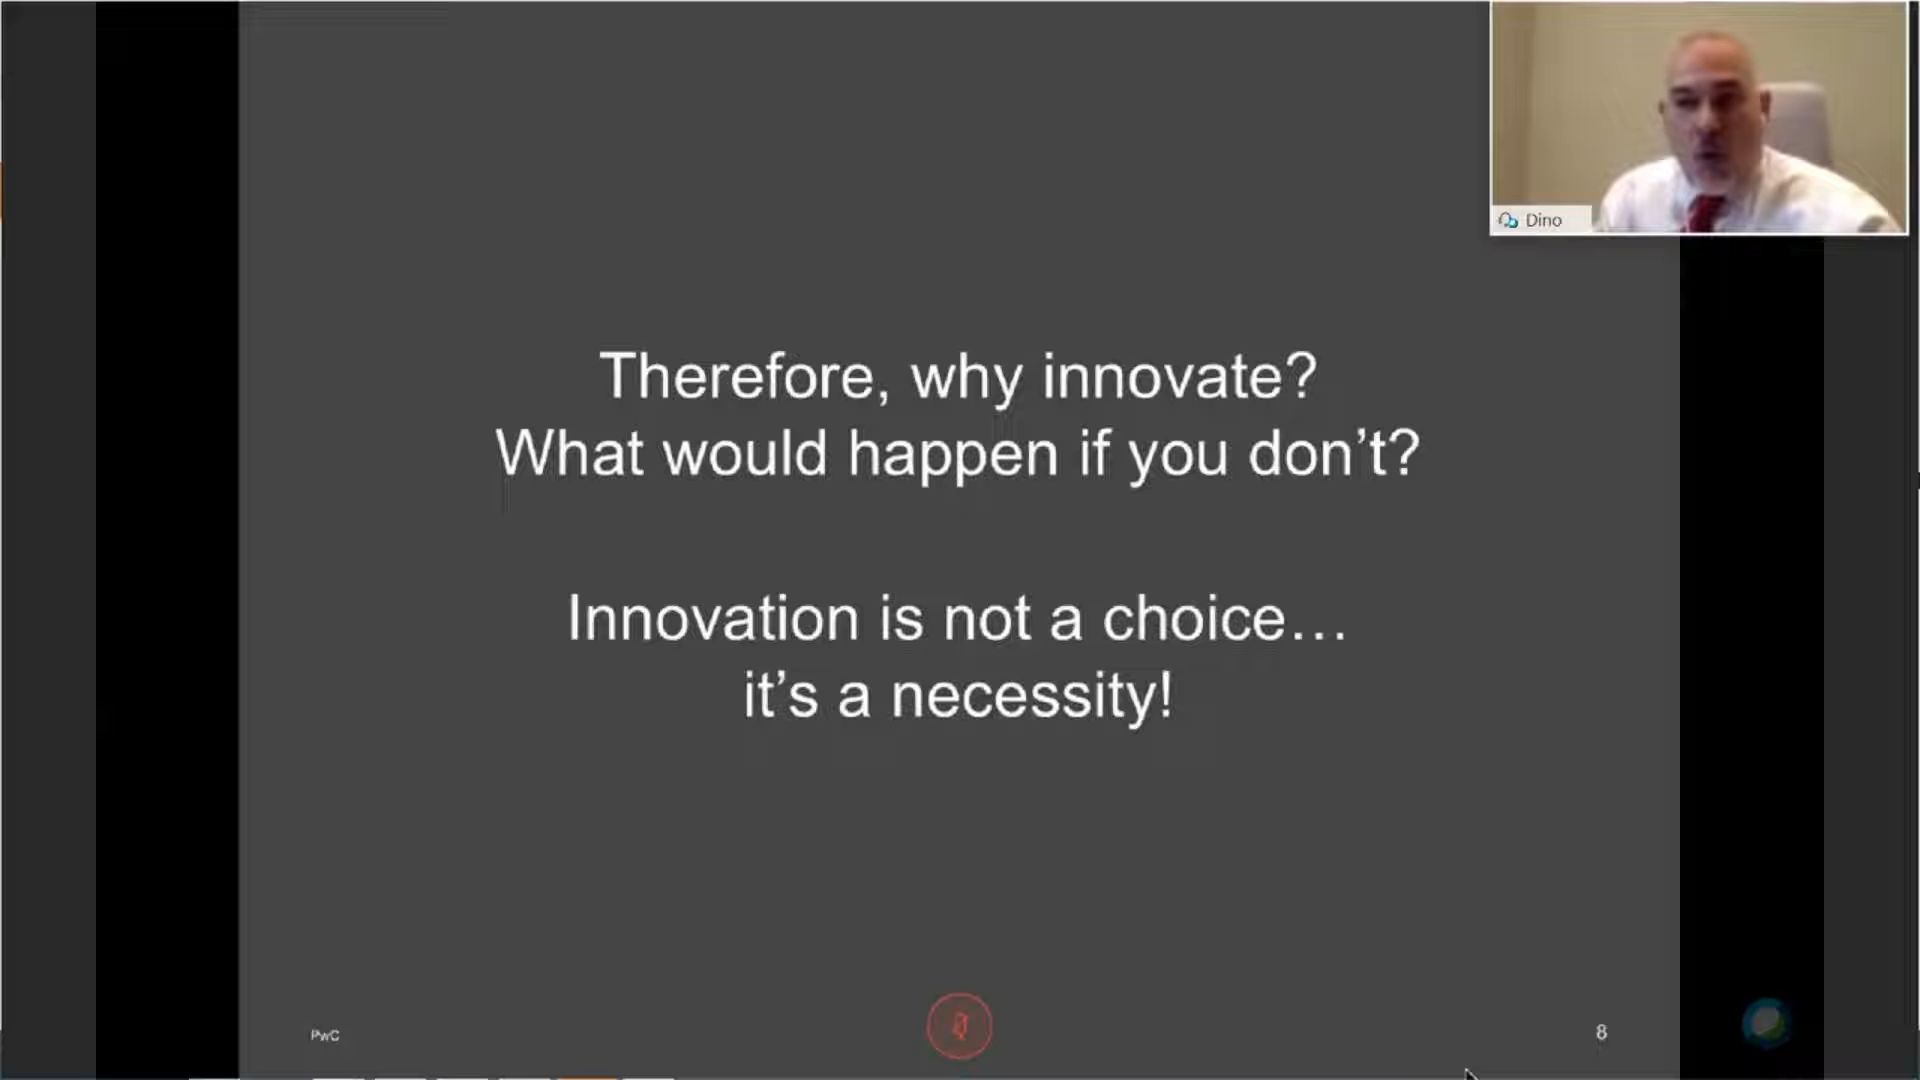 Dino
Therefore, why innovate?
What would happen if you don’t?
Innovation is not a choice…
it’s a necessity!
PwC
8